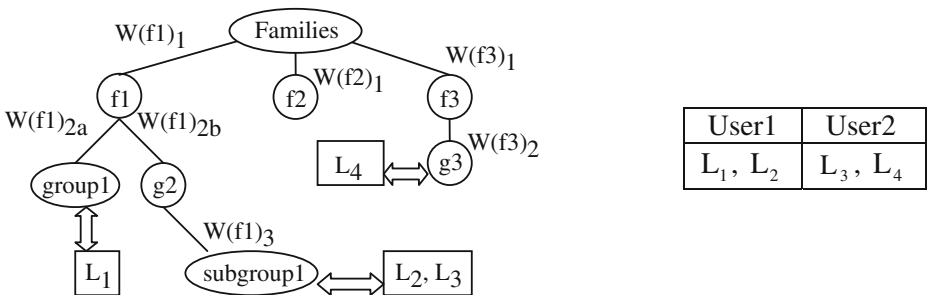 Families
W(f1)₁
W(f2)₁
W(f3)₁
f1
f2
f3
W(f1)₂ₐ
W(f1)2b
W(f3)₂
group1
g2
L₄
g3
W(f1)₃
L₁
subgroup1
L₂, L₃
User1 User2
L₁, L₂ L₃, L₄